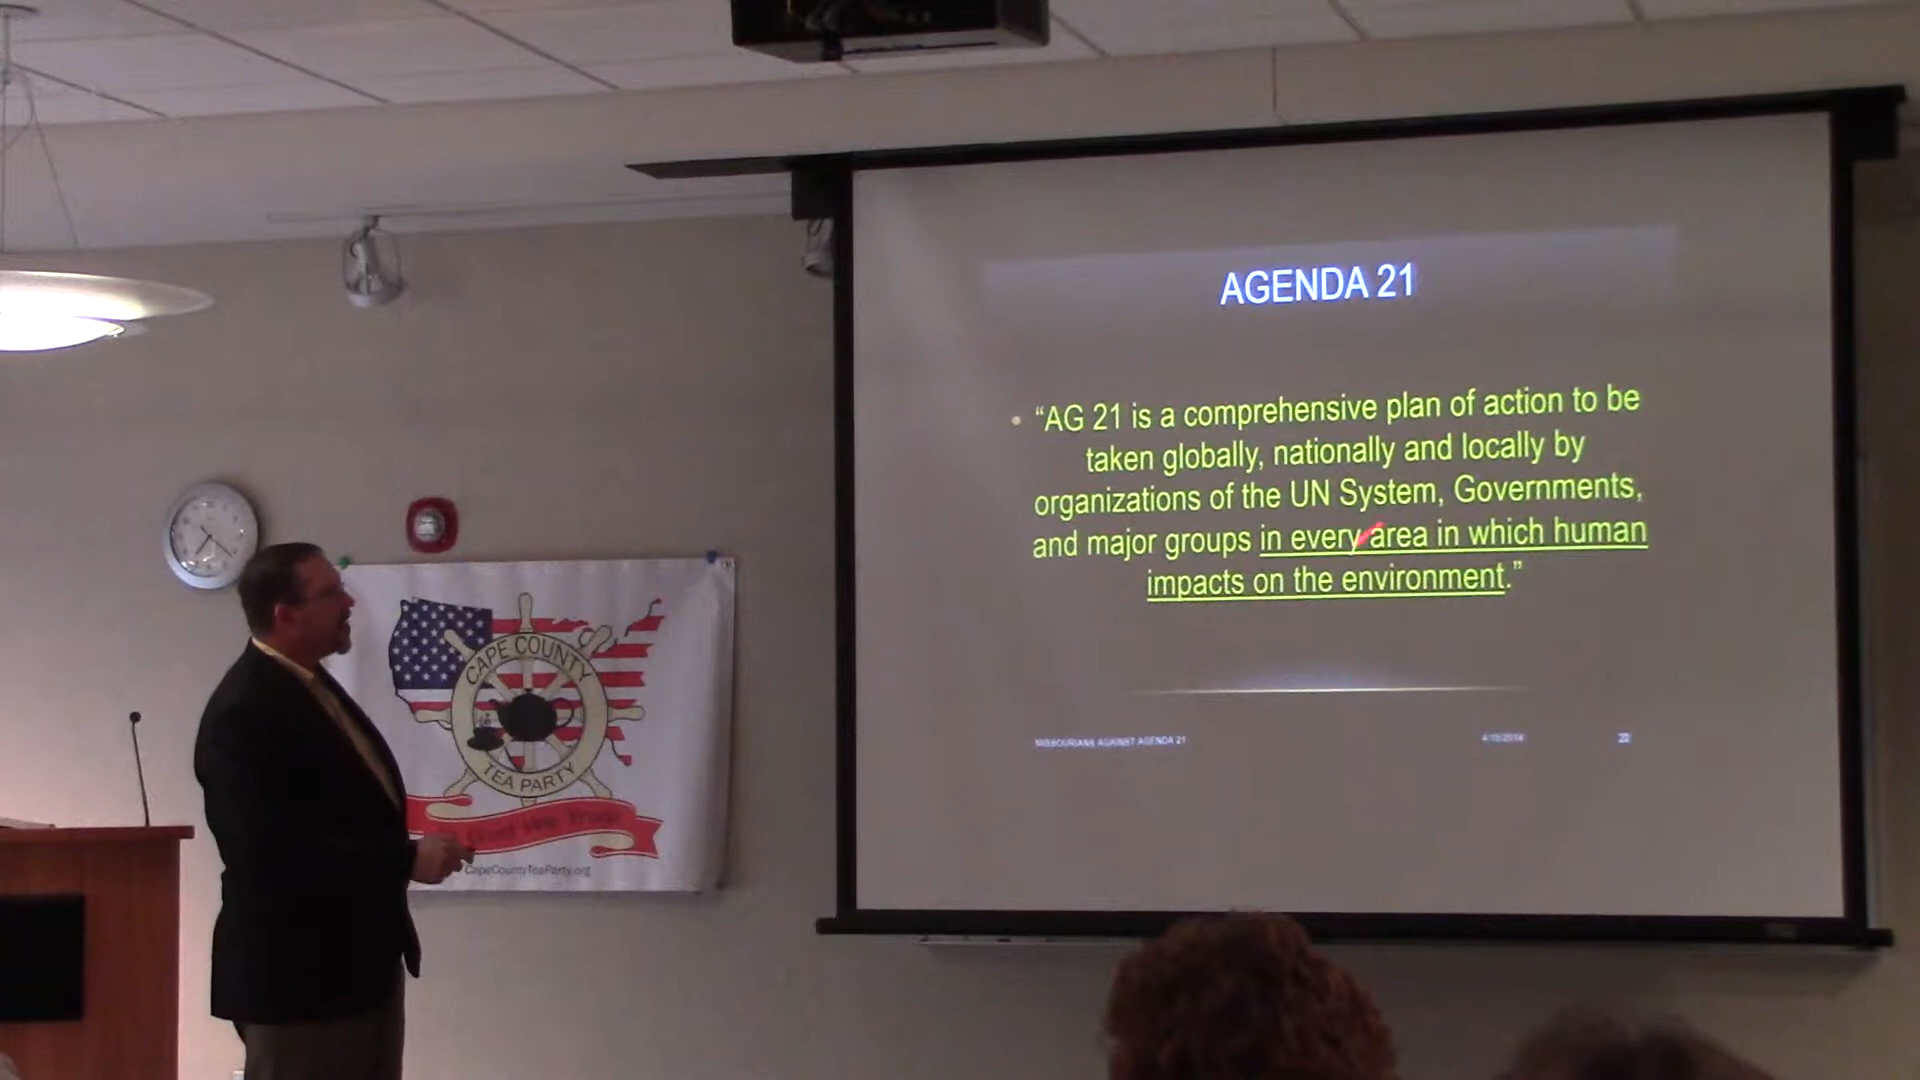 AGENDA 21
• “AG 21 is a comprehensive plan of action to be
taken globally, nationally and locally by
organizations of the UN System, Governments,
and major groups in every area in which human
impacts on the environment.”
MISSOURIANS AGAINST AGENDA 21
CAPE COUNTY
TEA PARTY
CapeCountyTeaParty.org